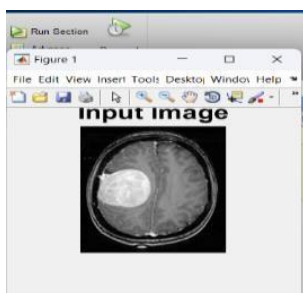 Run Section
Figure 1
File Edit View Insert Tools Desktop Window Help
Input Image